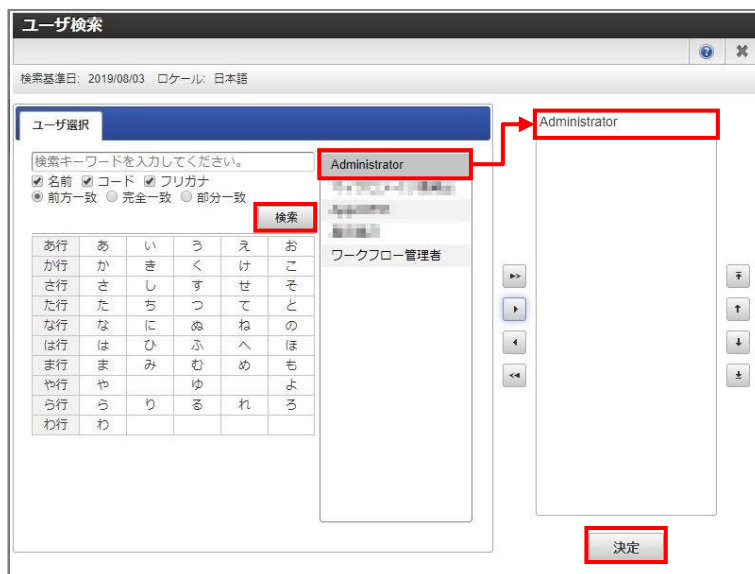 ユーザ検索
検索基準日: 2019/08/03 ロケール: 日本語
ユーザ選択
検索キーワードを入力してください。
名前 コード フリガナ
前方一致 完全一致 部分一致
検索
あ行 あ い う え お
か行 か き く け こ
さ行 さ し す せ そ
た行 た ち つ て と
な行 な に ぬ ね の
は行 は ひ ふ へ ほ
ま行 ま み む め も
や行 や ゆ よ
ら行 ら り る れ ろ
わ行 わ
Administrator
ワークフロー管理者
Administrator
決定